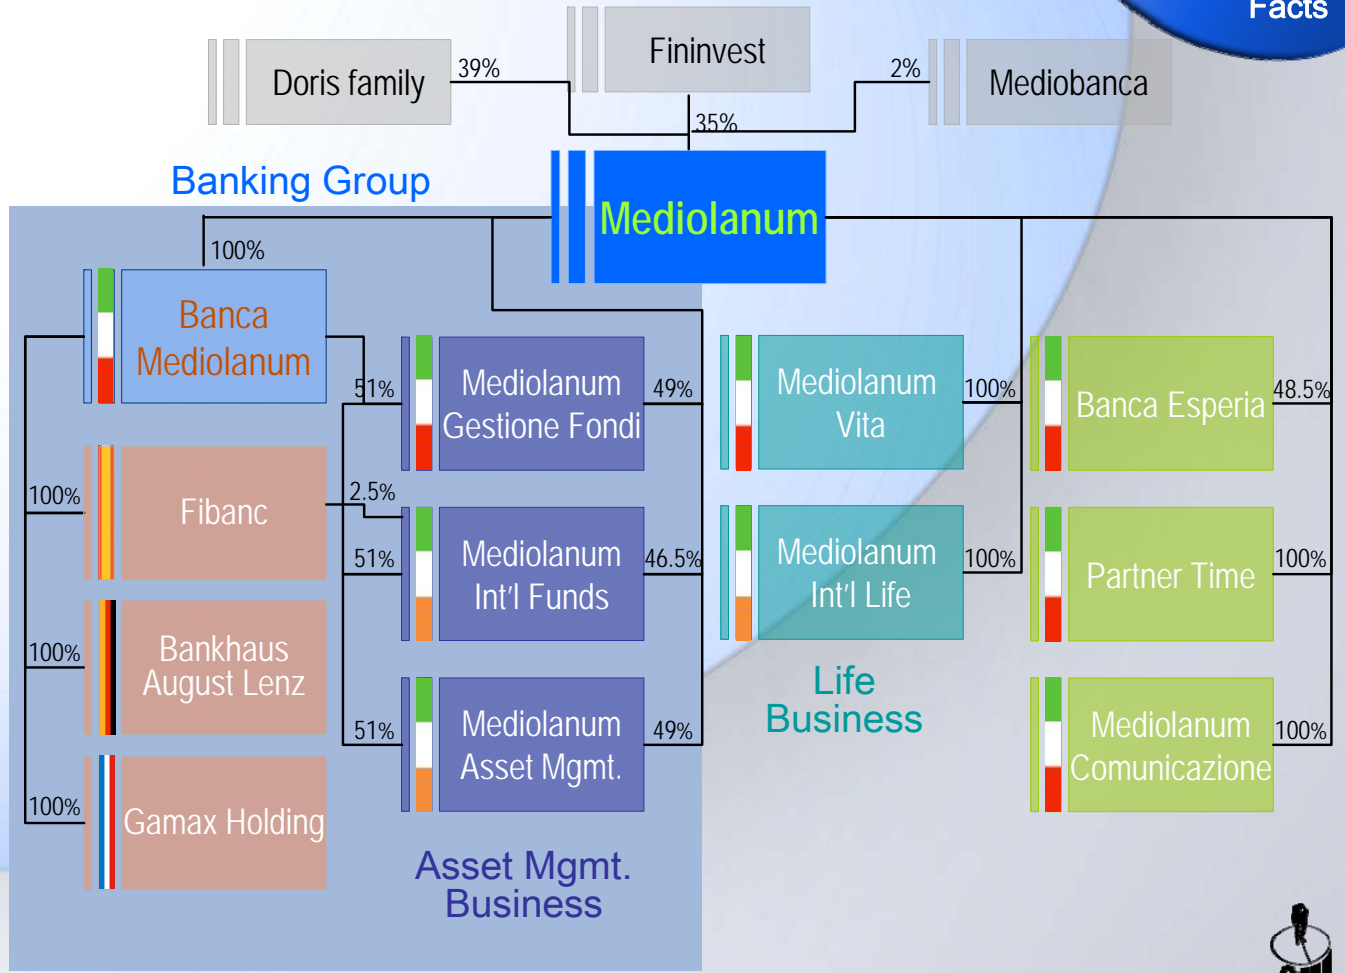 Facts
Fininvest
Doris family
39%
2%
Mediobanca
35%
Banking Group
Mediolanum
100%
Banca
Mediolanum
51%
Mediolanum
Gestione Fondi
49%
Mediolanum
Vita
100%
Banca Esperia
48.5%
100%
Fibanc
2.5%
51%
Mediolanum
Int'l Funds
46.5%
Mediolanum
Int'l Life
100%
Partner Time
100%
100%
Bankhaus
August Lenz
51%
Mediolanum
Asset Mgmt.
49%
Life
Business
Mediolanum
Comunicazione
100%
100%
Gamax Holding
Asset Mgmt.
Business